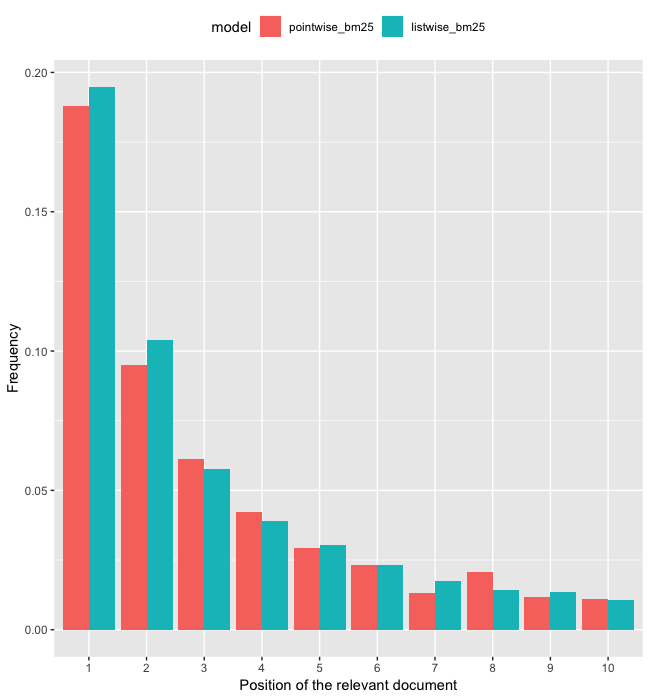 model pointwise_bm25 listwise_bm25
0.20
0.15
0.10
0.05
0.00
Frequency
1 2 3 4 5 6 7 8 9 10
Position of the relevant document